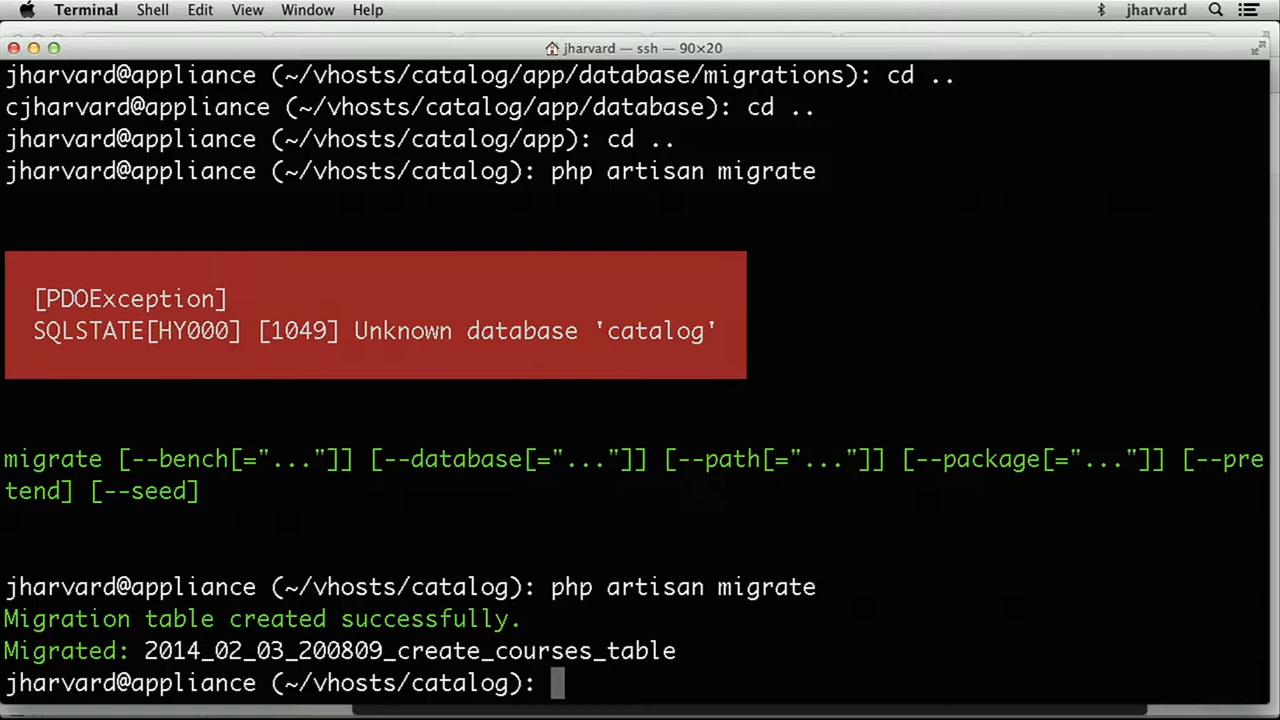 Terminal Shell Edit View Window Help jharvard
jharvard — ssh — 90×20
jharvard@appliance (~/vhosts/catalog/app/database/migrations): cd ..
cjharvard@appliance (~/vhosts/catalog/app/database): cd ..
jharvard@appliance (~/vhosts/catalog/app): cd ..
jharvard@appliance (~/vhosts/catalog): php artisan migrate
[PDOException]
SQLSTATE[HY000] [1049] Unknown database 'catalog'
migrate [--bench[="..."]] [--database[="..."]] [--path[="..."]] [--package[="..."]] [--pre
tend] [--seed]
jharvard@appliance (~/vhosts/catalog): php artisan migrate
Migration table created successfully.
Migrated: 2014_02_03_200809_create_courses_table
jharvard@appliance (~/vhosts/catalog):